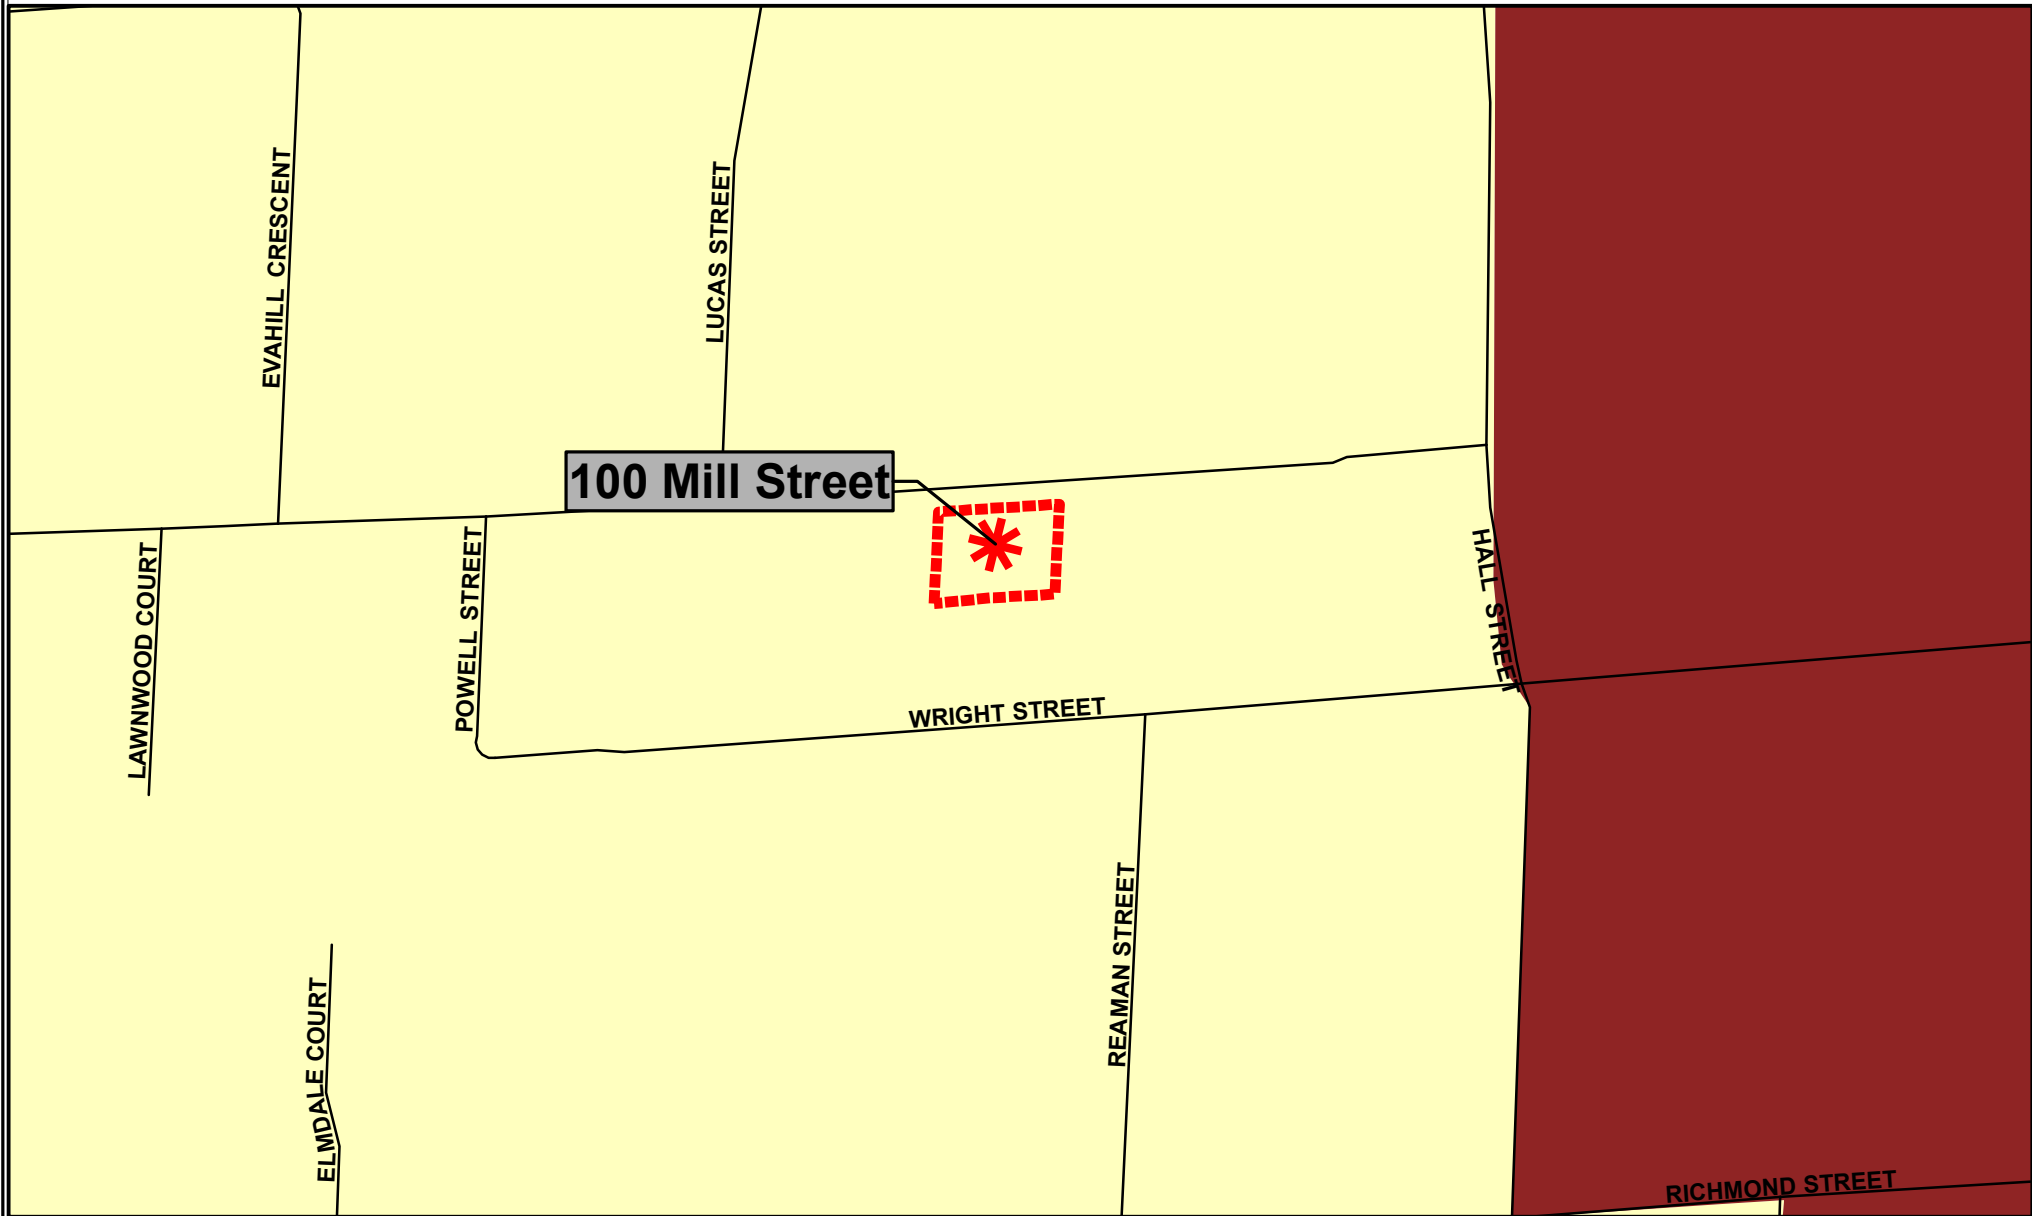 EVAHILL CRESCENT
LUCAS STREET
100 Mill Street
LAWNWOOD COURT
POWELL STREET
HALL STREET
WRIGHT STREET
REAMAN STREET
ELMDALE COURT
RICHMOND STREET